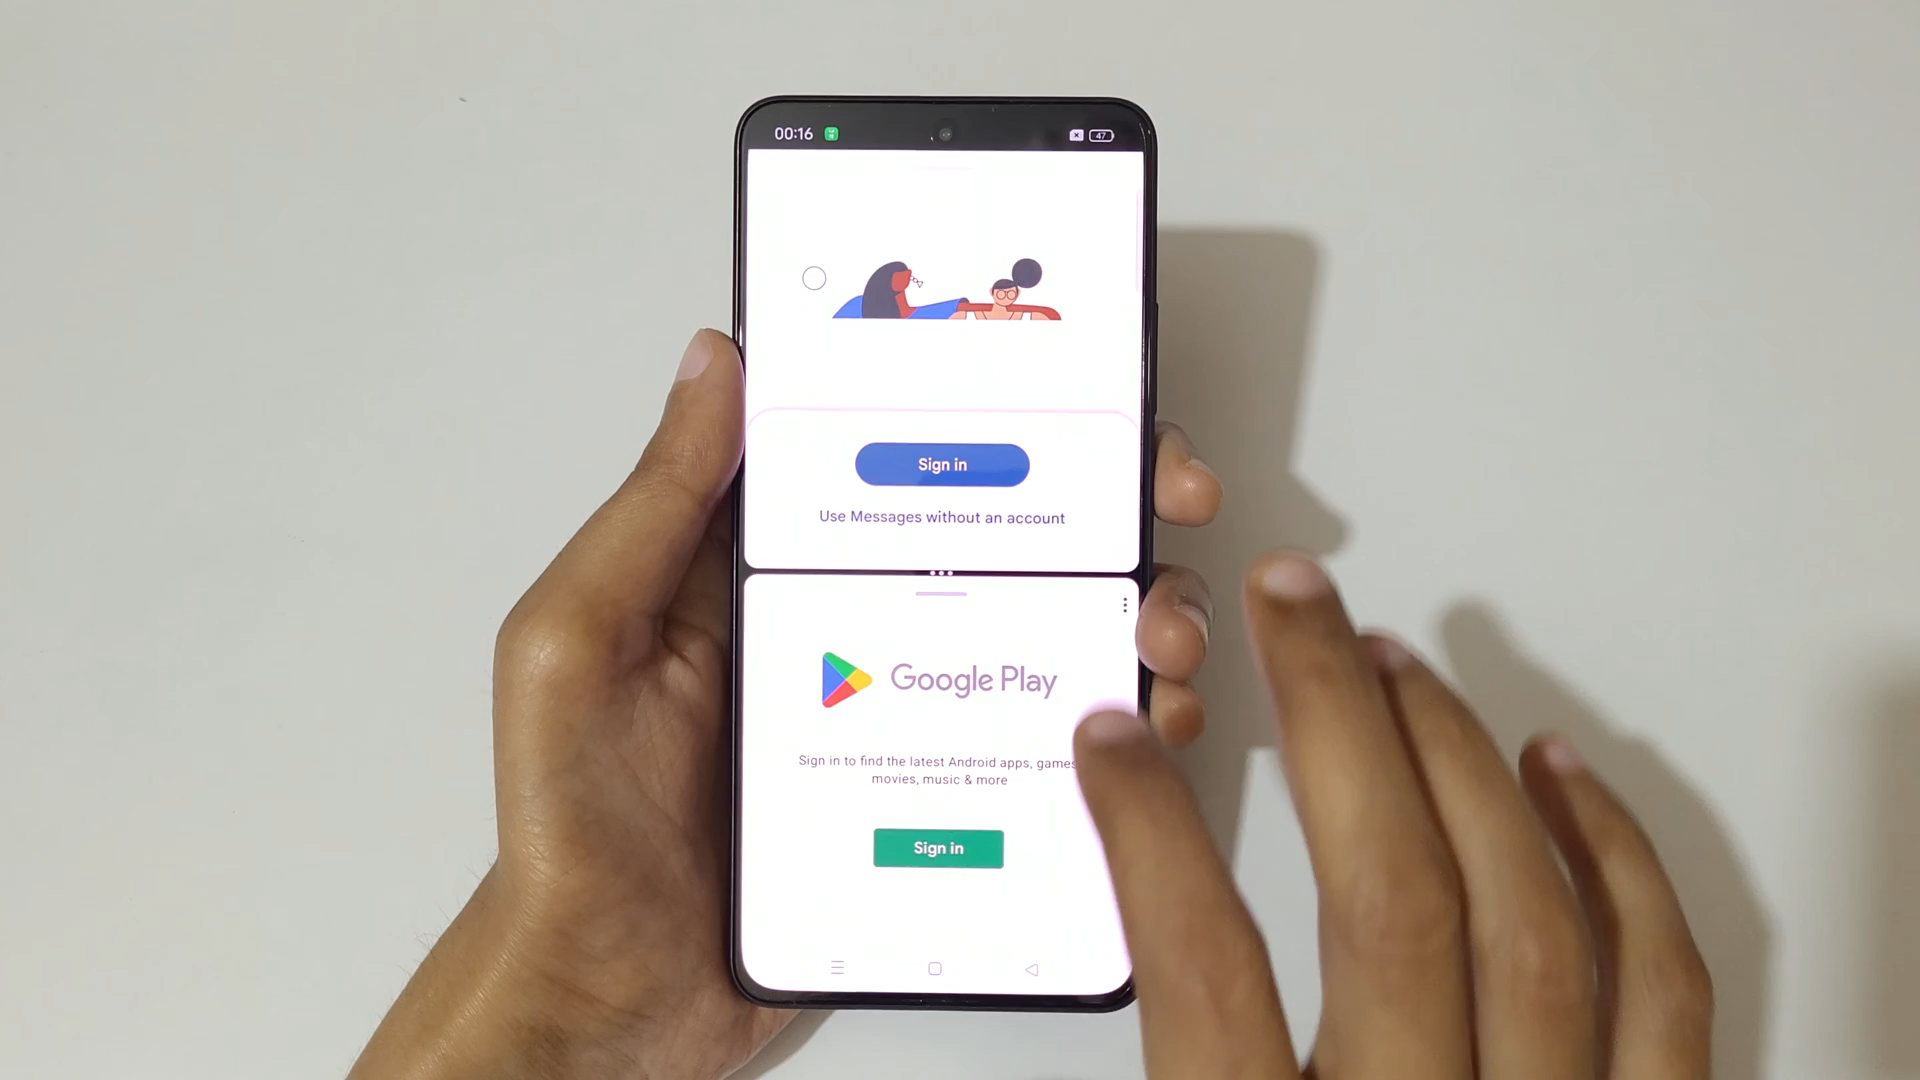 00:16
47
Sign in
Use Messages without an account
Google Play
Sign in to find the latest Android apps, games
movies, music & more
Sign in